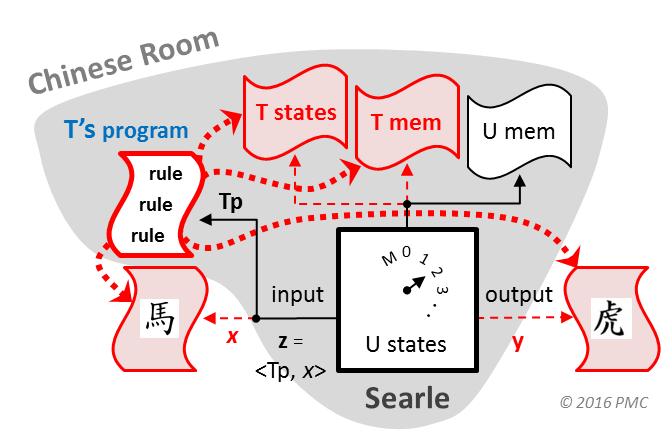 Chinese Room
T states
T mem
U mem
T's program
rule
rule
rule
Tp
M 0 1 2 3 . . .
馬
x
input
z =
<Tp, x>
U states
output
y
虎
Searle
© 2016 PMC